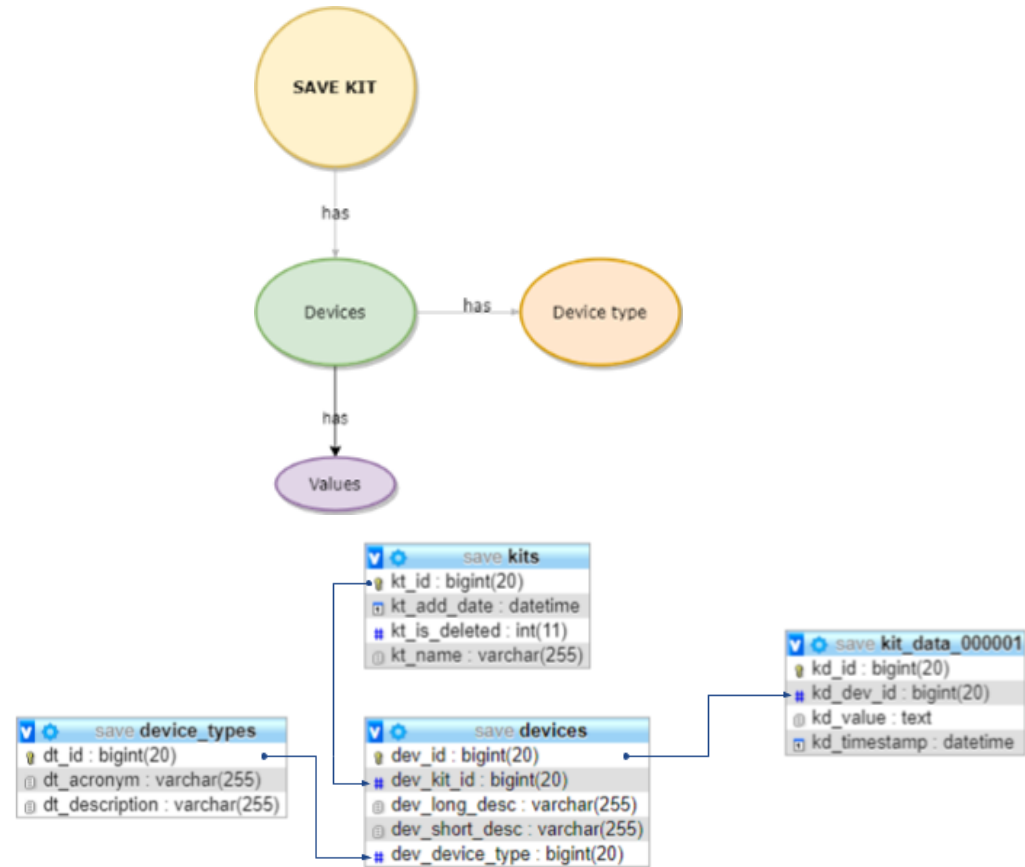 SAVE KIT
has
Devices
has
Device type
has
Values
save kits
kt_id : bigint(20)
kt_add_date : datetime
kt_is_deleted : int(11)
kt_name : varchar(255)
save kit_data_000001
kd_id : bigint(20)
kd_dev_id : bigint(20)
kd_value : text
kd_timestamp : datetime
save device_types
dt_id : bigint(20)
dt_acronym : varchar(255)
dt_description : varchar(255)
save devices
dev_id : bigint(20)
dev_kit_id : bigint(20)
dev_long_desc : varchar(255)
dev_short_desc : varchar(255)
dev_device_type : bigint(20)